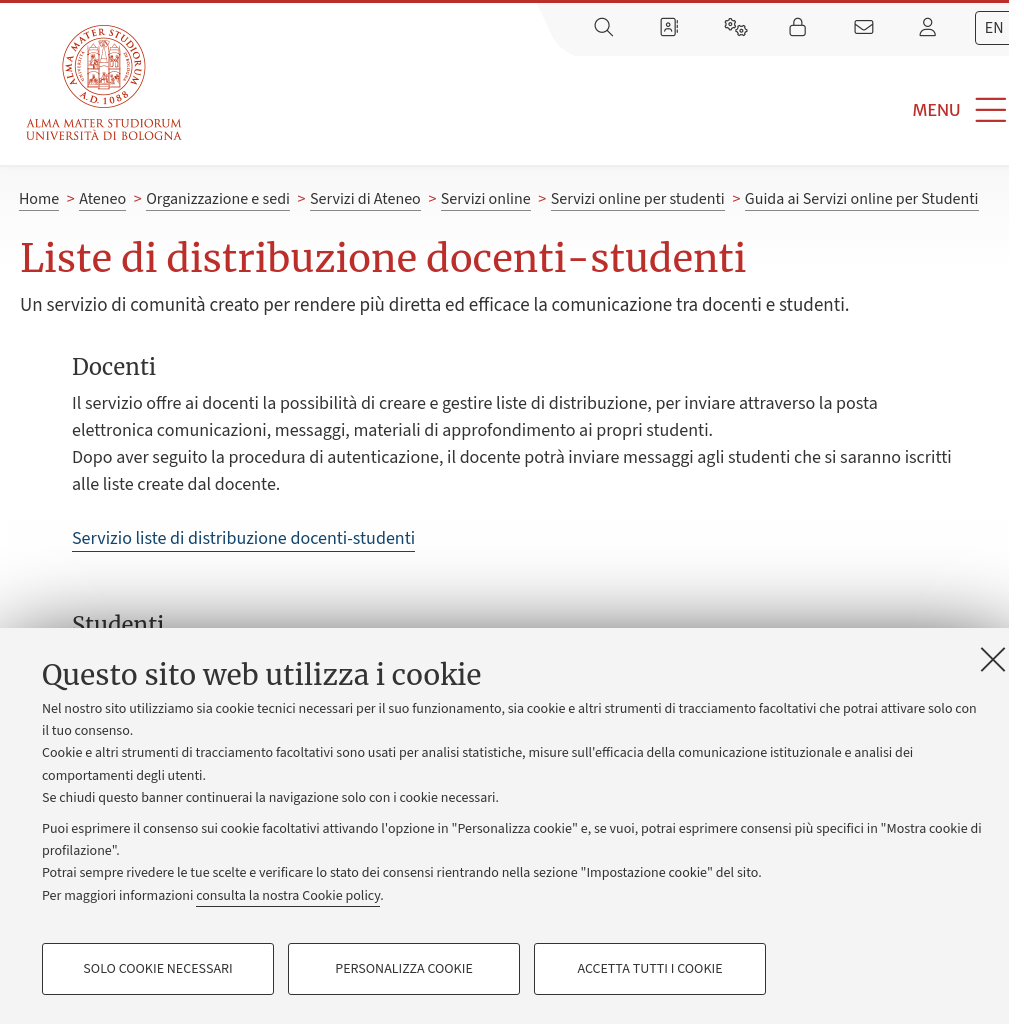 ALMA MATER STUDIORUM
A.D. 1088
ALMA MATER STUDIORUM
UNIVERSITÀ DI BOLOGNA
EN
MENU
Home > Ateneo > Organizzazione e sedi > Servizi di Ateneo > Servizi online > Servizi online per studenti > Guida ai Servizi online per Studenti
Liste di distribuzione docenti-studenti
Un servizio di comunità creato per rendere più diretta ed efficace la comunicazione tra docenti e studenti.
Docenti
Il servizio offre ai docenti la possibilità di creare e gestire liste di distribuzione, per inviare attraverso la posta
elettronica comunicazioni, messaggi, materiali di approfondimento ai propri studenti.
Dopo aver seguito la procedura di autenticazione, il docente potrà inviare messaggi agli studenti che si saranno iscritti
alle liste create dal docente.
Servizio liste di distribuzione docenti-studenti
Studenti
Questo sito web utilizza i cookie
Nel nostro sito utilizziamo sia cookie tecnici necessari per il suo funzionamento, sia cookie e altri strumenti di tracciamento facoltativi che potrai attivare solo con
il tuo consenso.
Cookie e altri strumenti di tracciamento facoltativi sono usati per analisi statistiche, misure sull'efficacia della comunicazione istituzionale e analisi dei
comportamenti degli utenti.
Se chiudi questo banner continuerai la navigazione solo con i cookie necessari.
Puoi esprimere il consenso sui cookie facoltativi attivando l'opzione in "Personalizza cookie" e, se vuoi, potrai esprimere consensi più specifici in "Mostra cookie di
profilazione".
Potrai sempre rivedere le tue scelte e verificare lo stato dei consensi rientrando nella sezione "Impostazione cookie" del sito.
Per maggiori informazioni consulta la nostra Cookie policy.
SOLO COOKIE NECESSARI
PERSONALIZZA COOKIE
ACCETTA TUTTI I COOKIE